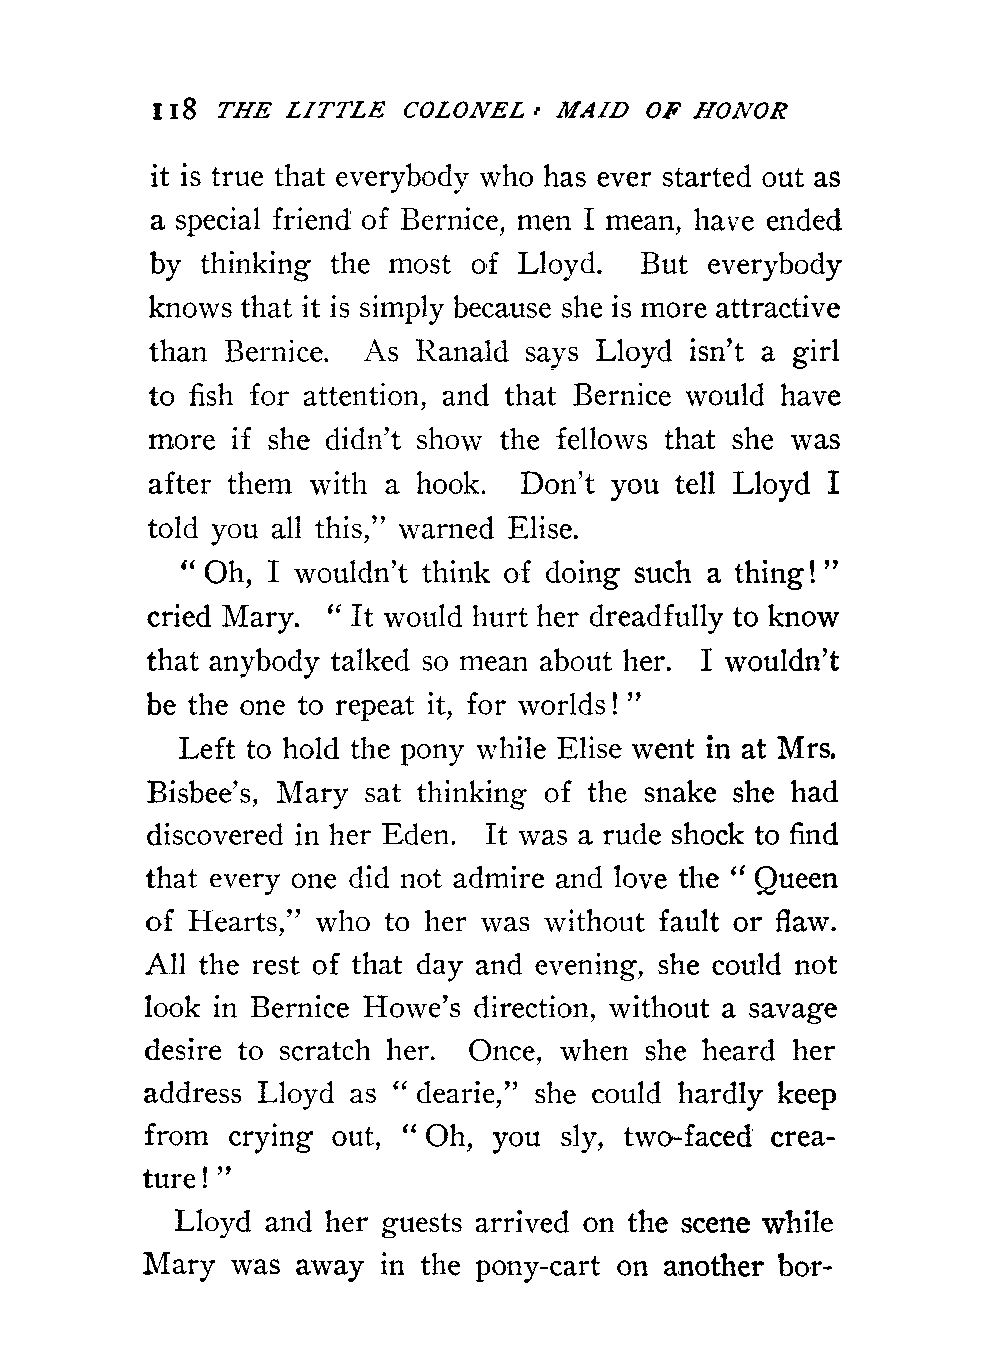 118 THE LITTLE COLONEL: MAID OF HONOR
it is true that everybody who has ever started out as
a special friend of Bernice, men I mean, have ended
by thinking the most of Lloyd. But everybody
knows that it is simply because she is more attractive
than Bernice. As Ranald says Lloyd isn't a girl
to fish for attention, and that Bernice would have
more if she didn't show the fellows that she was
after them with a hook. Don't you tell Lloyd I
told you all this," warned Elise.
"Oh, I wouldn't think of doing such a thing!"
cried Mary. "It would hurt her dreadfully to know
that anybody talked so mean about her. I wouldn't
be the one to repeat it, for worlds!"
Left to hold the pony while Elise went in at Mrs.
Bisbee's, Mary sat thinking of the snake she had
discovered in her Eden. It was a rude shock to find
that every one did not admire and love the "Queen
of Hearts," who to her was without fault or flaw.
All the rest of that day and evening, she could not
look in Bernice Howe's direction, without a savage
desire to scratch her. Once, when she heard her
address Lloyd as "dearie," she could hardly keep
from crying out, "Oh, you sly, two-faced crea-
ture!"
Lloyd and her guests arrived on the scene while
Mary was away in the pony-cart on another bor-